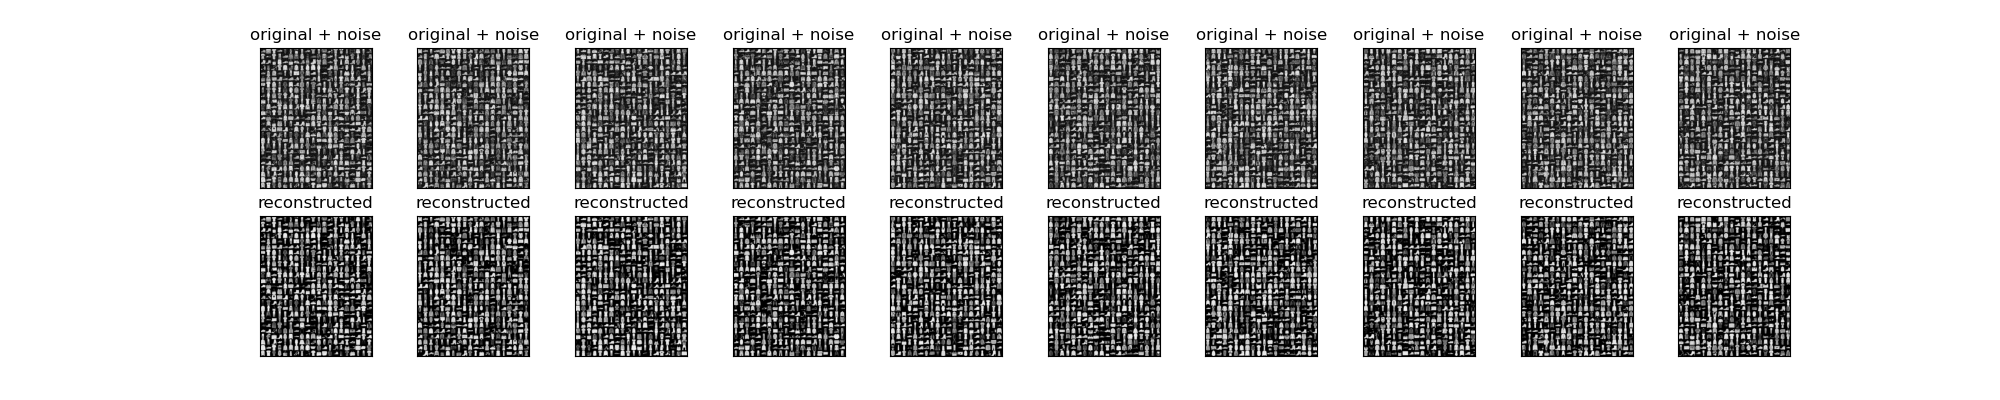 original + noise original + noise original + noise original + noise original + noise original + noise original + noise original + noise original + noise original + noise
reconstructed reconstructed reconstructed reconstructed reconstructed reconstructed reconstructed reconstructed reconstructed reconstructed